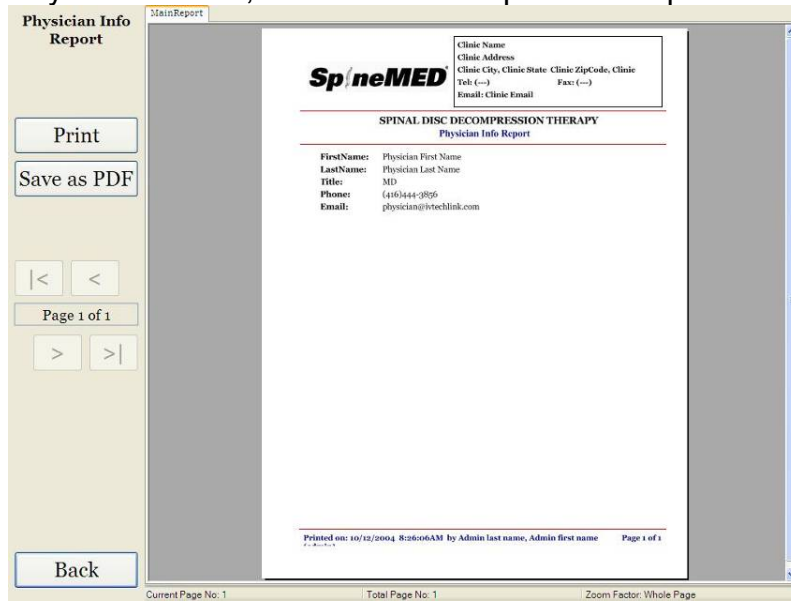 Physician Info
Report
Print
Save as PDF
|< <
Page 1 of 1
> >|
Back
MainReport
SpineMED
Clinic Name
Clinic Address
Clinic City, Clinic State Clinic ZipCode, Clinic
Tel: (---) Fax: (---)
Email: Clinic Email
SPINAL DISC DECOMPRESSION THERAPY
Physician Info Report
FirstName: Physician First Name
LastName: Physician Last Name
Title: MD
Phone: (416)444-3856
Email: physician@ivtechlink.com
Printed on: 10/12/2004 8:26:06AM by Admin last name, Admin first name Page 1 of 1
Current Page No: 1 Total Page No: 1 Zoom Factor: Whole Page